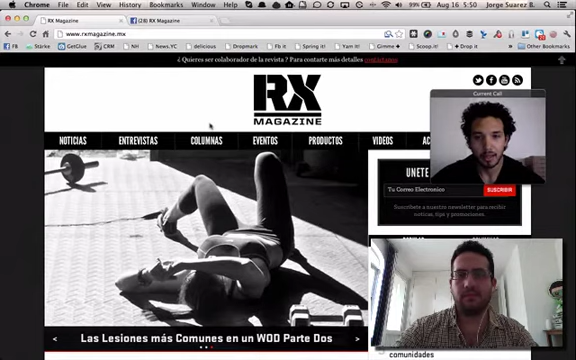 Chrome File Edit View History Bookmarks Window Help
Aug 16 5:50 Jorge Suarez B.
RX Magazine
(28) RX Magazine
www.rxmagazine.mx
Apps FB Stärke GetGlue CRM NH News.YC delicious Dropmark Fb it Spring it Yam it! Gimme Scoop.it! + Drop it Other Bookmarks
¿ Quieres ser colaborador de la revista ? Para contarte más detalles contáctanos
RX
MAGAZINE
Current Call
NOTICIAS ENTREVISTAS COLUMNAS EVENTOS PRODUCTOS VIDEOS
UNETE
Tu Correo Electronico SUSCRIBIR
Suscribete a nuestro newsletter para recibir
noticias, tips y promociones.
< Las Lesiones más Comunes en un WOD Parte Dos >
comunidades